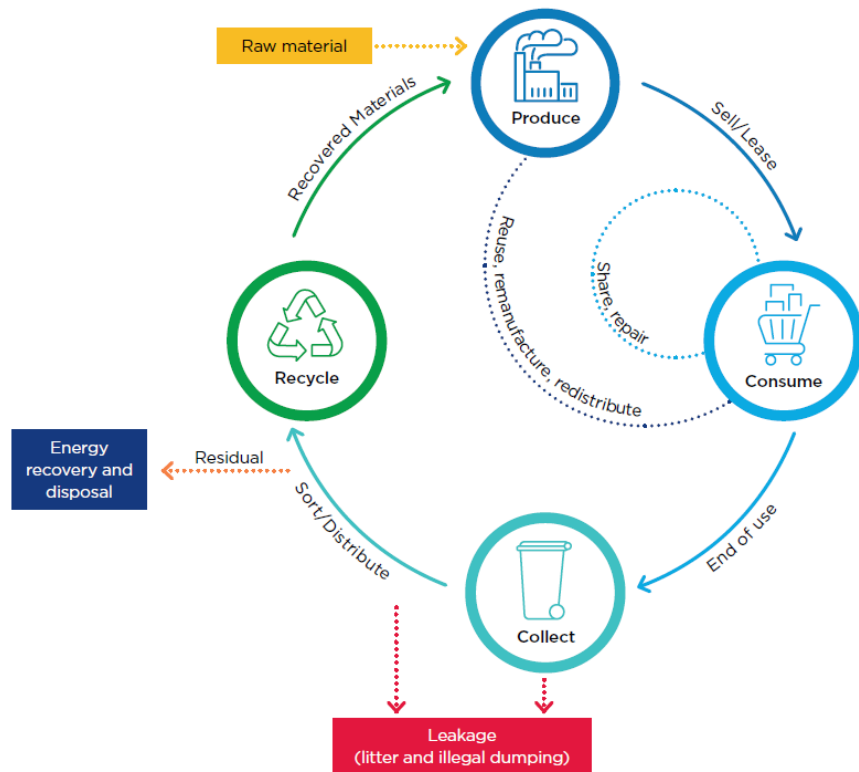 Raw material
Produce
Recovered Materials
Sell/Lease
Reuse, remanufacture, redistribute
Share, repair
Recycle
Consume
Energy
recovery and
disposal
Residual
Sort/Distribute
End of use
Collect
Leakage
(litter and illegal dumping)